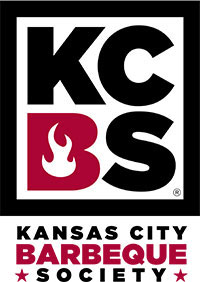 KC
BS®
KANSAS CITY
BARBEQUE
★ SOCIETY ★